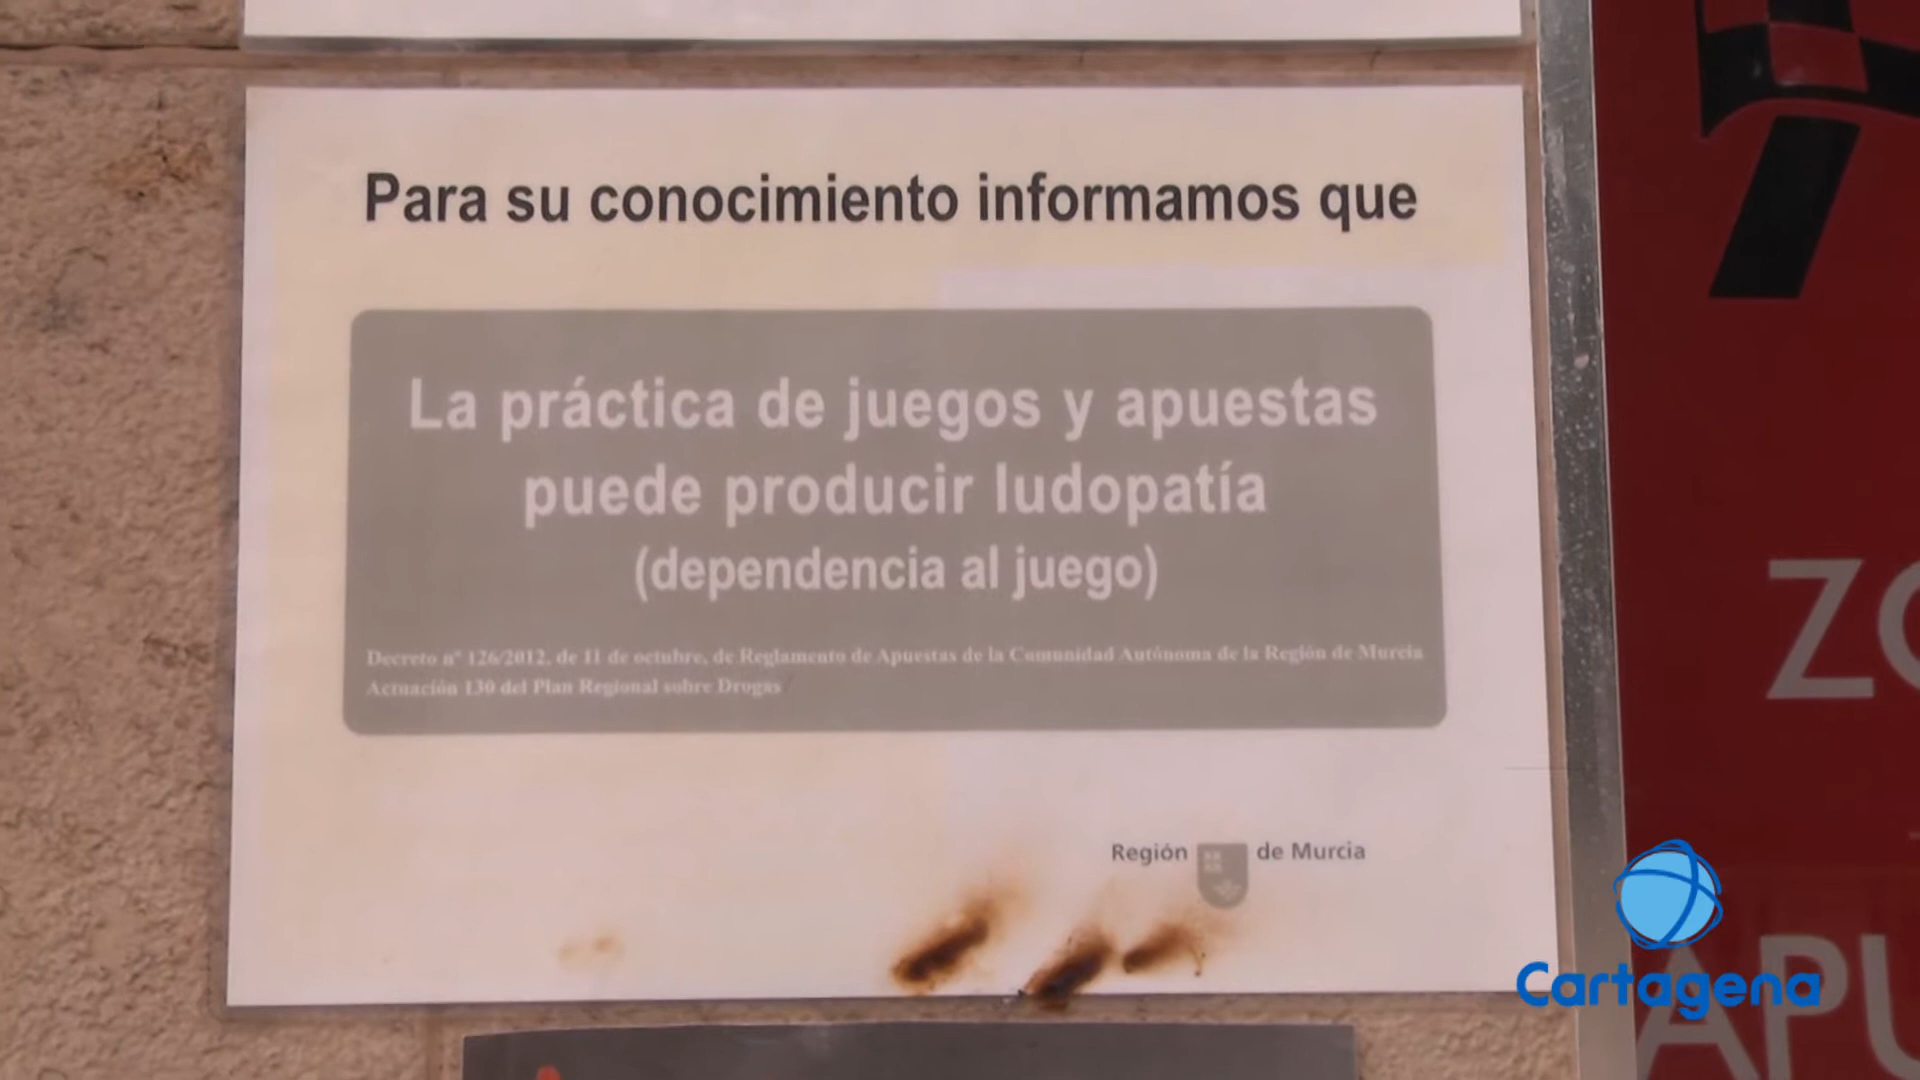 Para su conocimiento informamos que
La práctica de juegos y apuestas
puede producir ludopatía
(dependencia al juego)
Decreto nº 126/2012, de 11 de octubre, de Reglamento de Apuestas de la Comunidad Autónoma de la Región de Murcia
Actuación 130 del Plan Regional sobre Drogas
Región de Murcia
ZO
APU
Cartagena